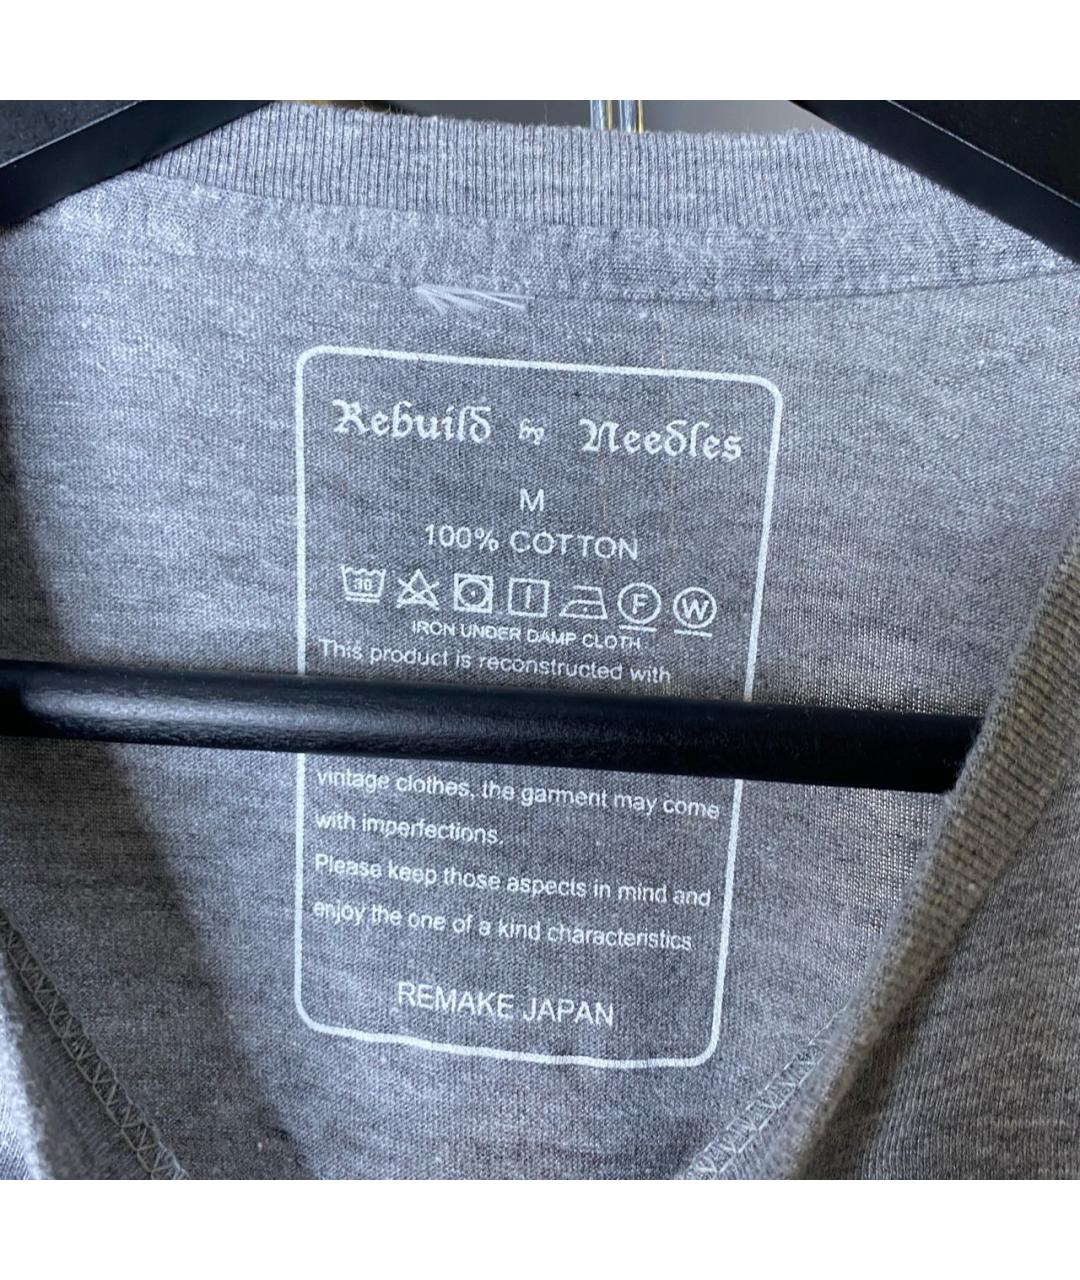 Rebuild by Needles
M
100% COTTON
30
F W
IRON UNDER DAMP CLOTH
This product is reconstructed with
vintage clothes, the garment may come
with imperfections.
Please keep those aspects in mind and
enjoy the one of a kind characteristics
REMAKE JAPAN